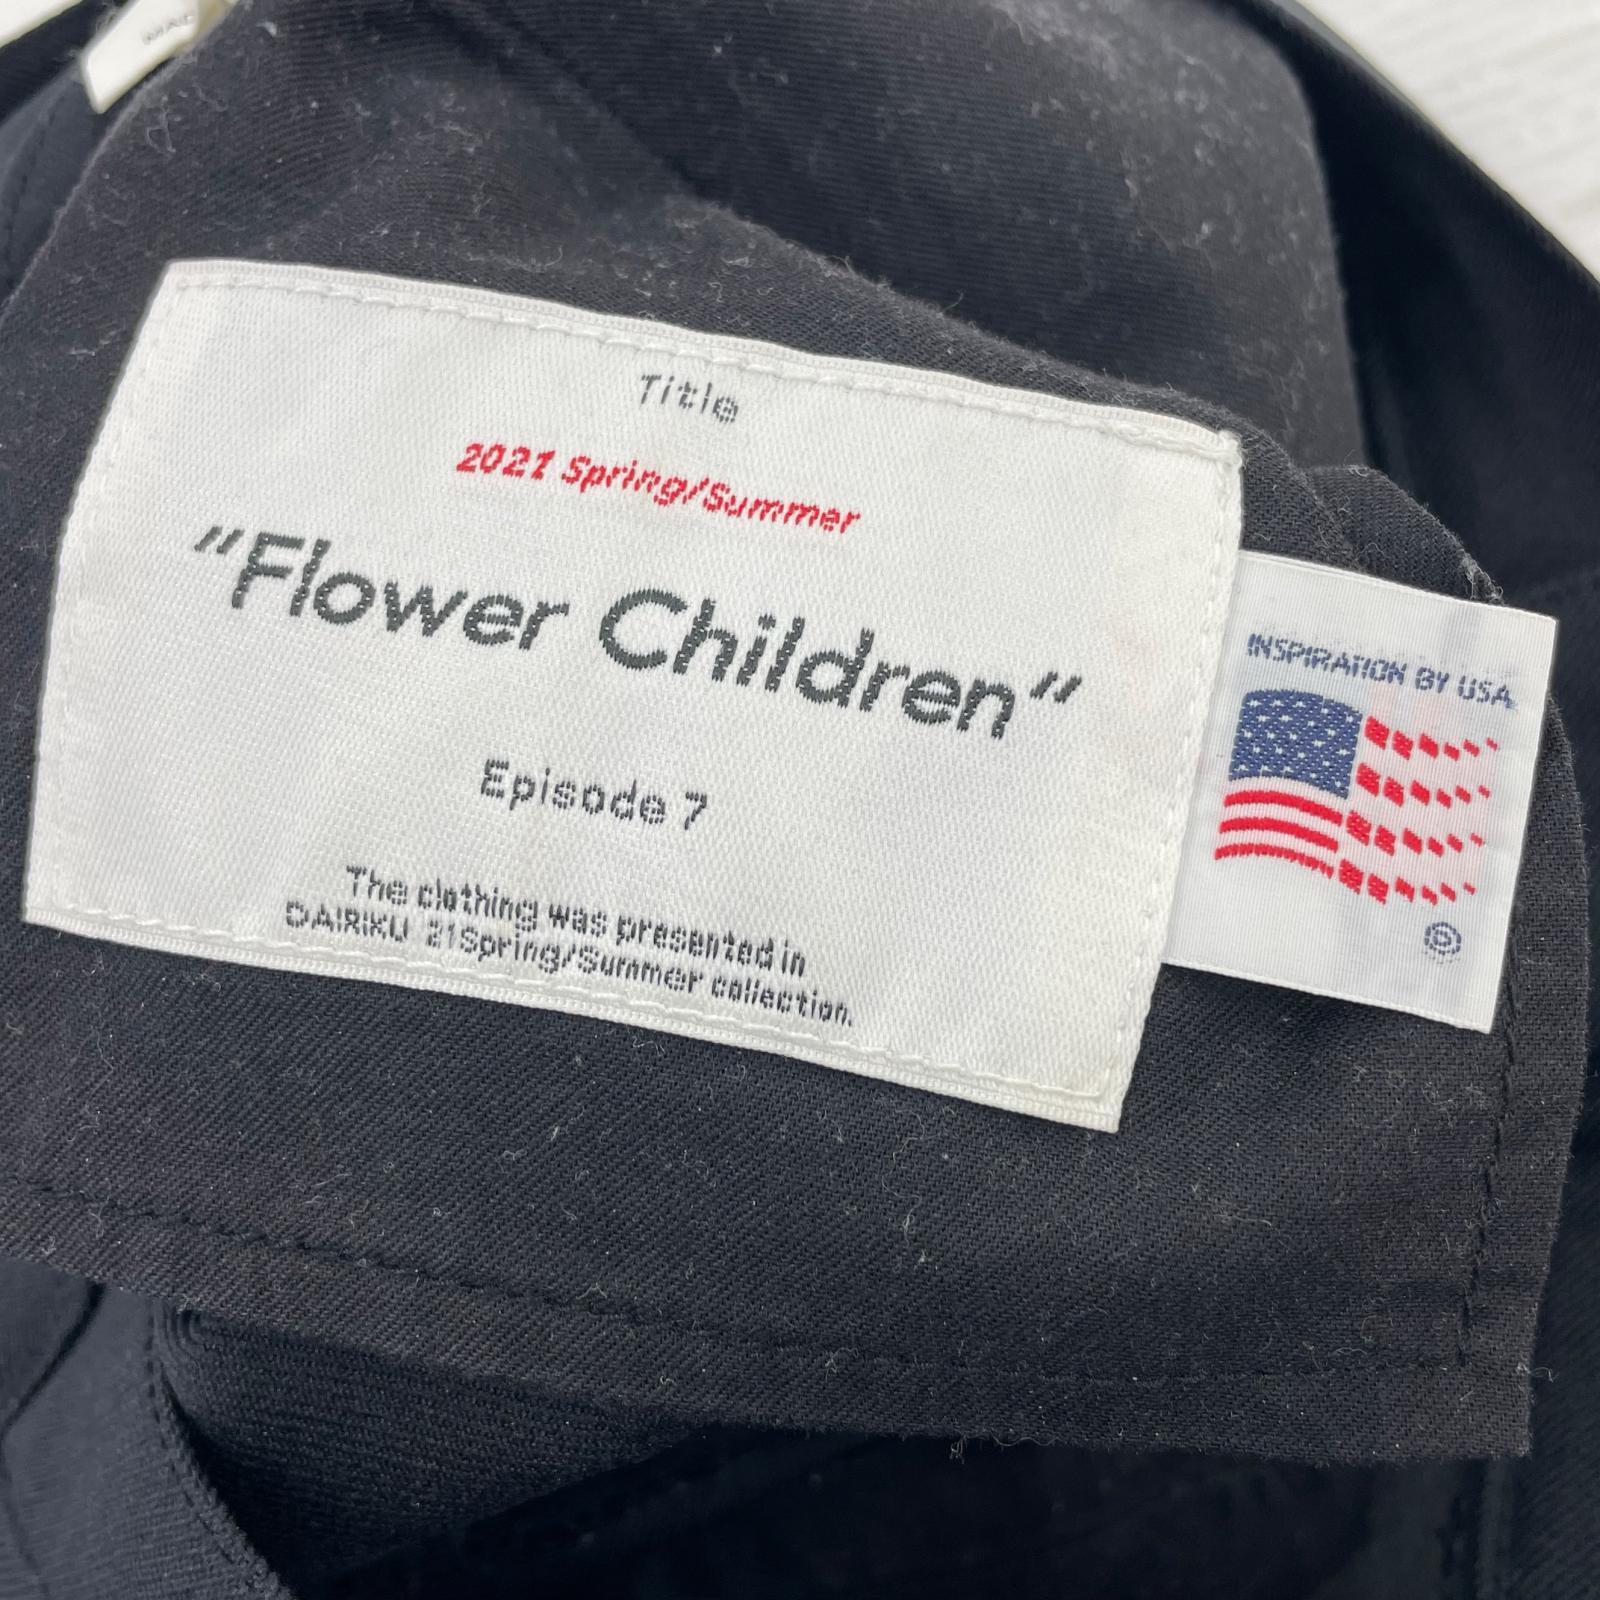 Title
2021 Spring/Summer
"Flower Children"
Episode 7
The clothing was presented in
DAIRIKU 21Spring/Summer collection.
INSPIRATION BY USA